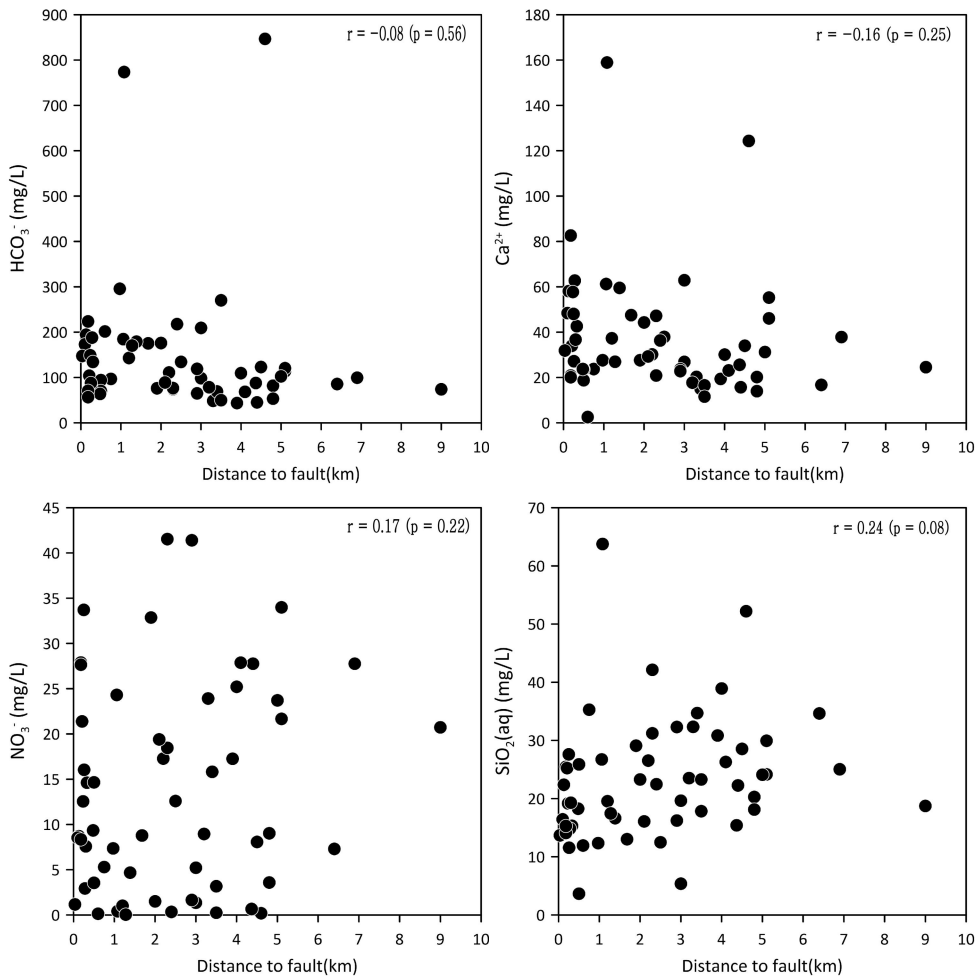 r = −0.08 (p = 0.56)
HCO₃⁻ (mg/L)
900
800
700
600
500
400
300
200
100
0
0 1 2 3 4 5 6 7 8 9 10
Distance to fault(km)
r = −0.16 (p = 0.25)
Ca²⁺ (mg/L)
180
160
140
120
100
80
60
40
20
0
0 1 2 3 4 5 6 7 8 9 10
Distance to fault(km)
r = 0.17 (p = 0.22)
NO₃⁻ (mg/L)
45
40
35
30
25
20
15
10
5
0
0 1 2 3 4 5 6 7 8 9 10
Distance to fault(km)
r = 0.24 (p = 0.08)
SiO₂(aq) (mg/L)
70
60
50
40
30
20
10
0
0 1 2 3 4 5 6 7 8 9 10
Distance to fault(km)